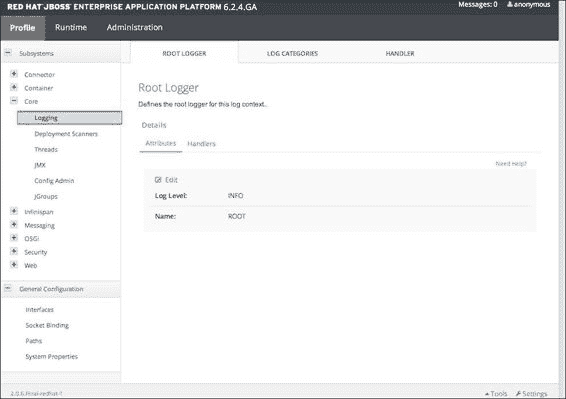 RED HAT JBOSS ENTERPRISE APPLICATION PLATFORM 6.2.4.GA
Messages: 0 anonymous
Profile Runtime Administration
Subsystems
Connector
Container
Core
Logging
Deployment Scanners
Threads
JMX
Config Admin
JGroups
Infinispan
Messaging
OSGi
Security
Web
General Configuration
Interfaces
Socket Binding
Paths
System Properties
ROOT LOGGER LOG CATEGORIES HANDLER
Root Logger
Defines the root logger for this log context..
Details
Attributes Handlers
Need Help?
Edit
Log Level: INFO
Name: ROOT
2.0.6.Final-redhat-1
Tools Settings